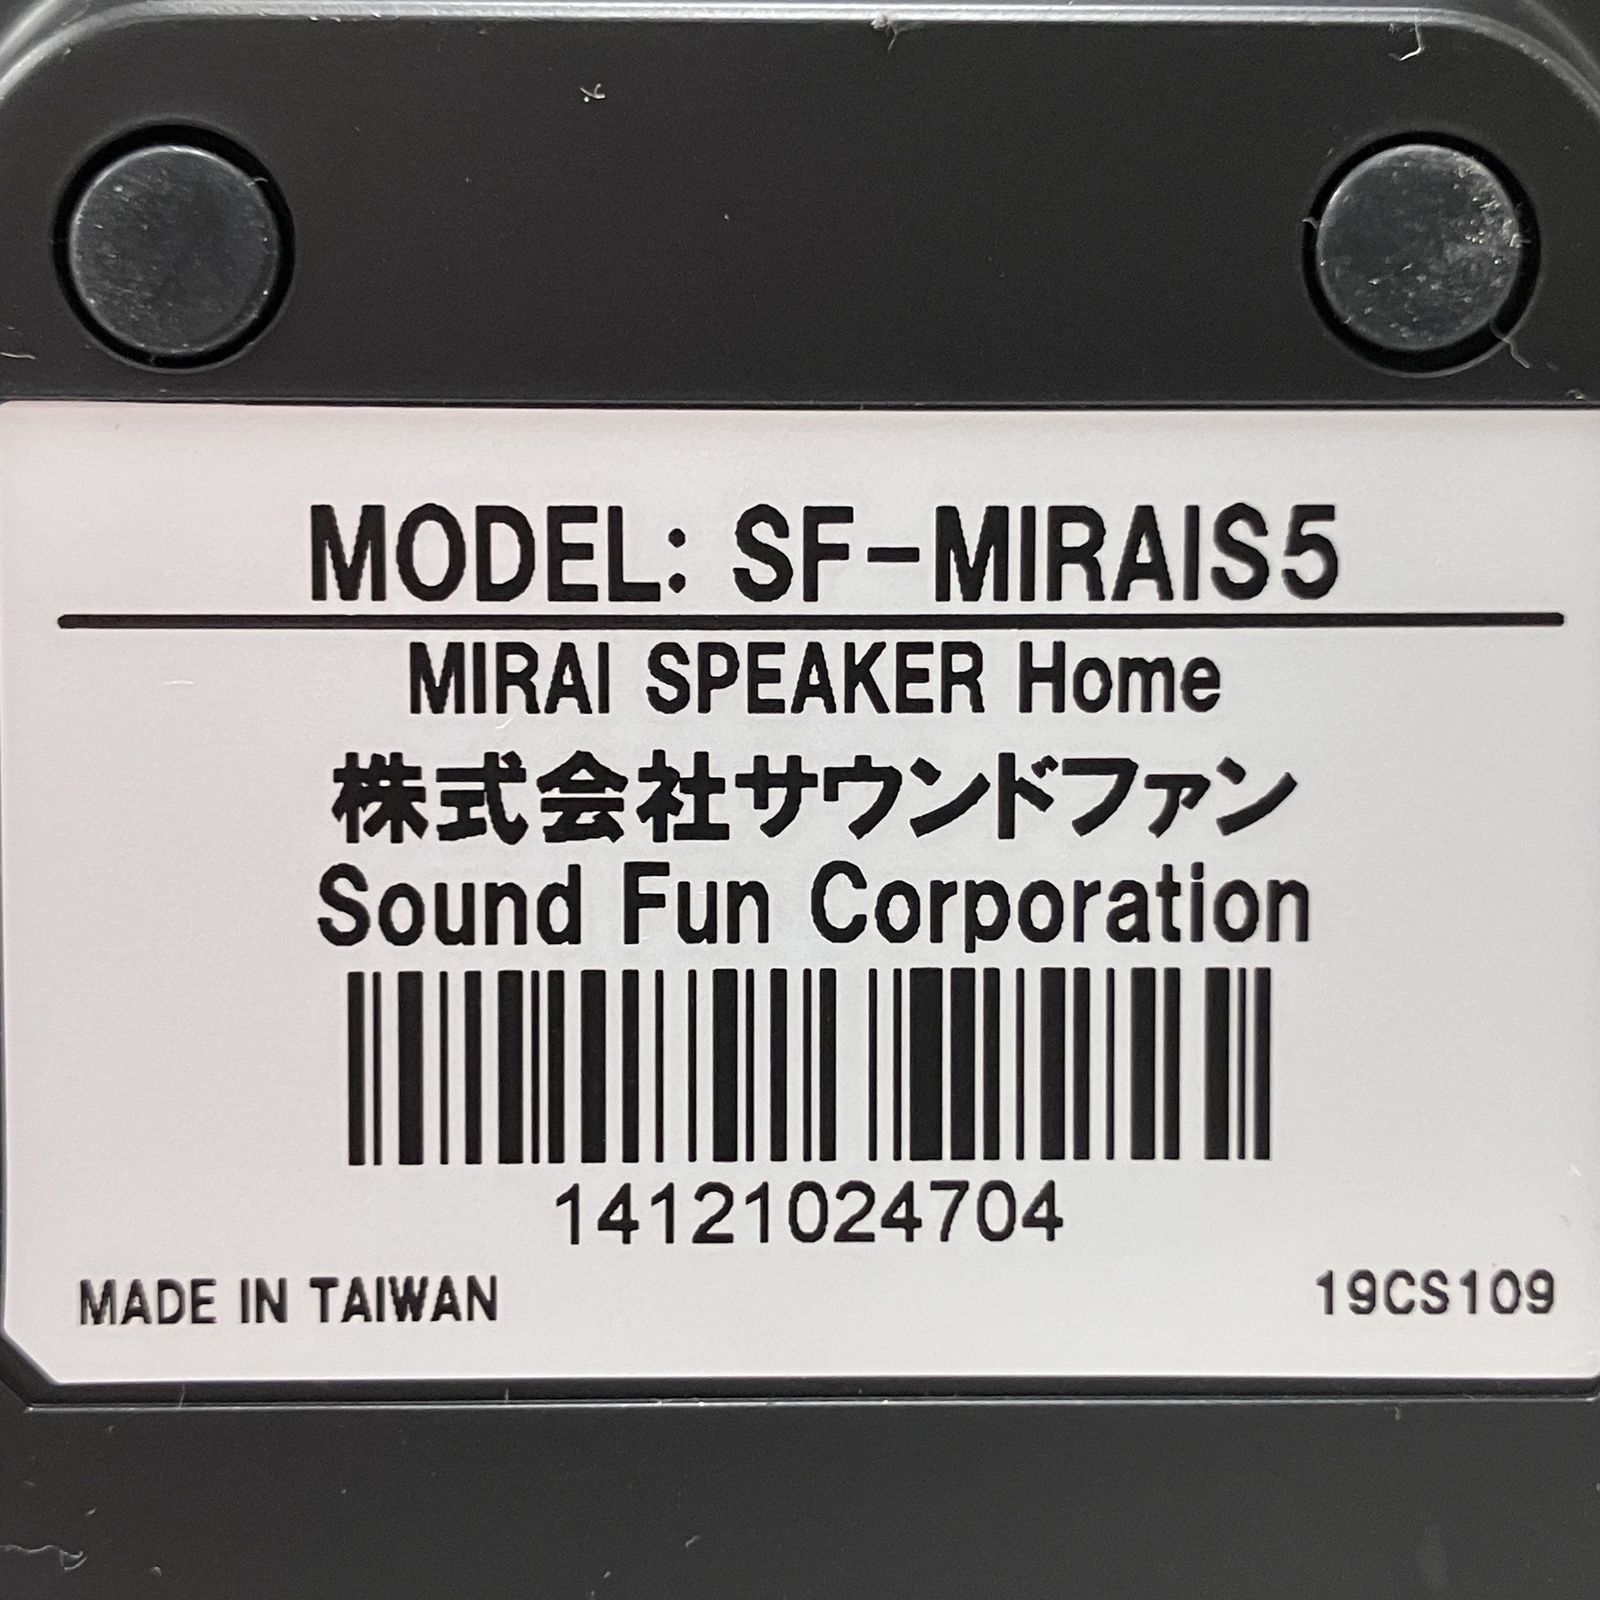 MODEL: SF-MIRAIS5
MIRAI SPEAKER Home
株式会社サウンドファン
Sound Fun Corporation
14121024704
MADE IN TAIWAN
19CS109